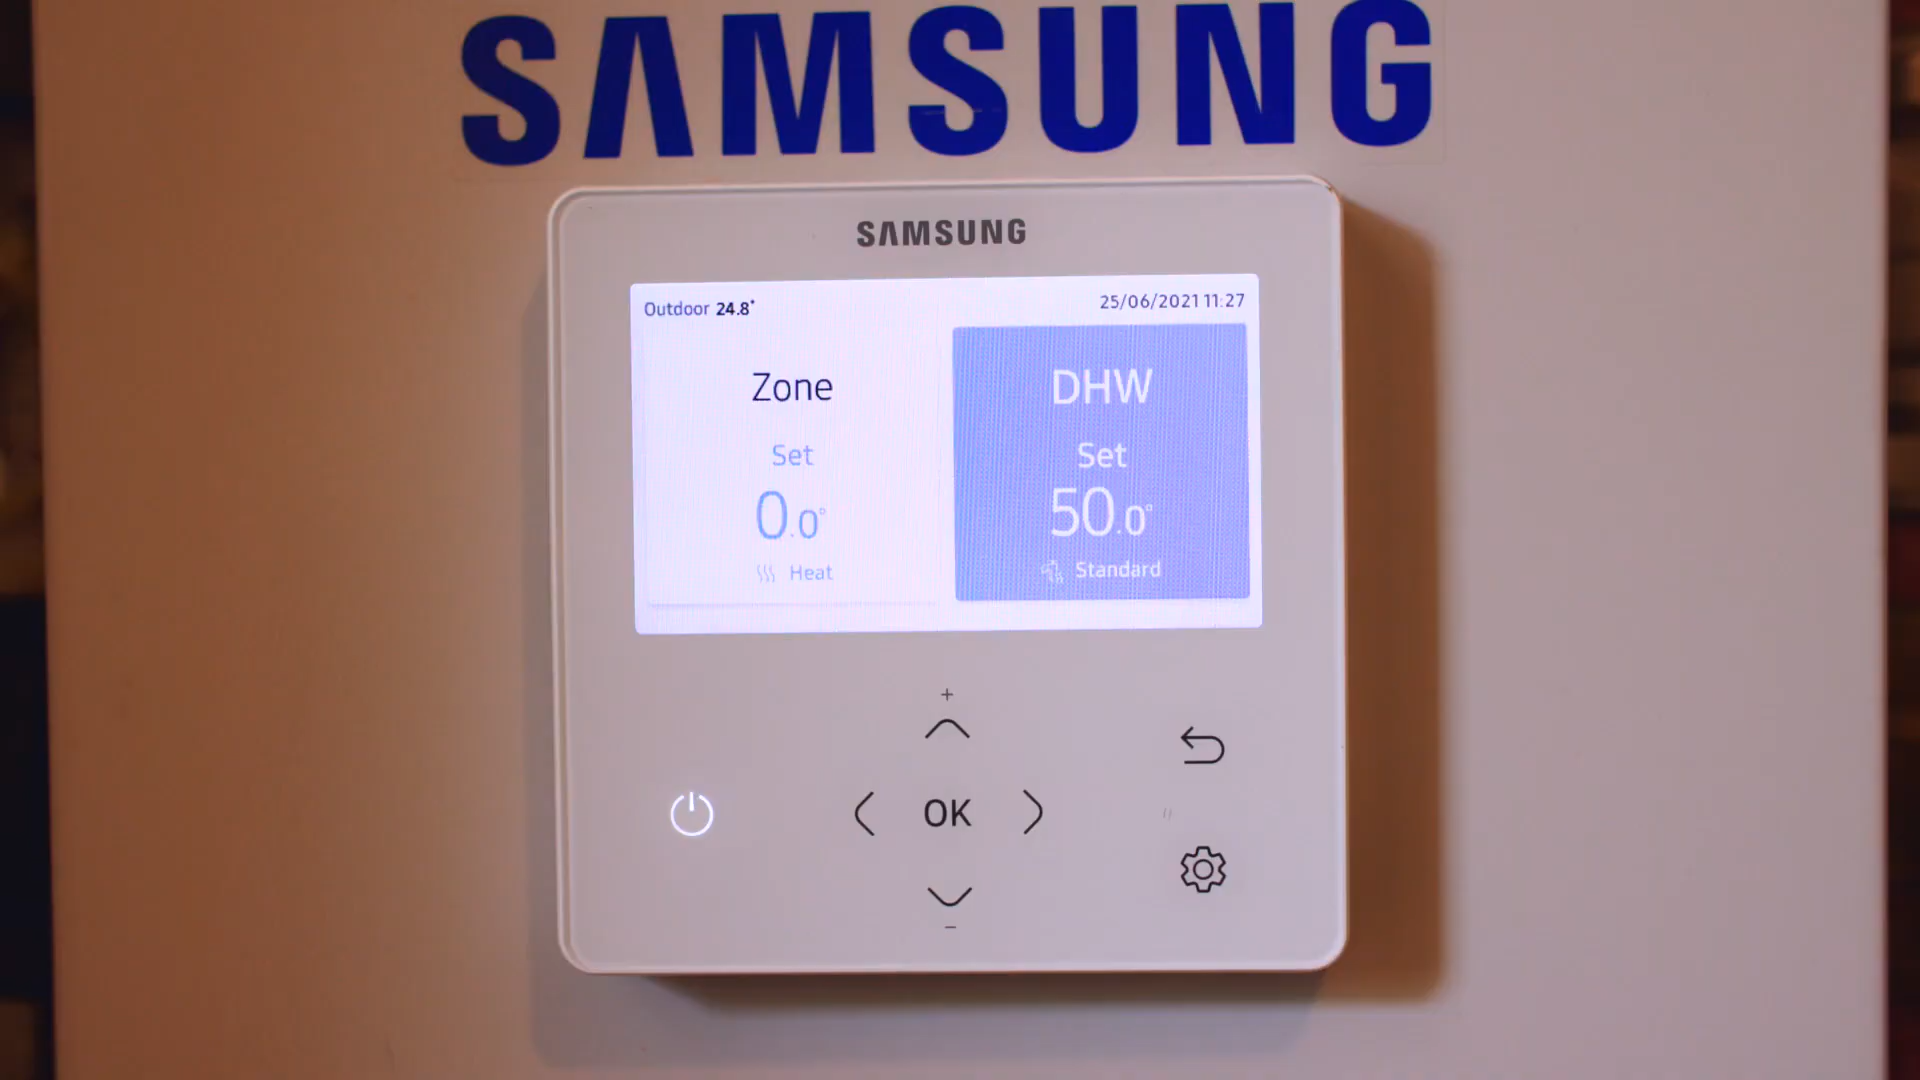 SAMSUNG
SAMSUNG
Outdoor 24.8° 25/06/2021 11:27
Zone DHW
Set Set
0.0° 50.0°
Heat Standard
+
OK
−